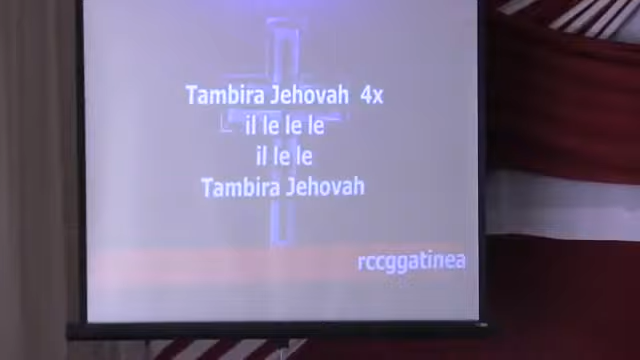 Tambira Jehovah 4x
il le le le
il le le
Tambira Jehovah
rccggatinea